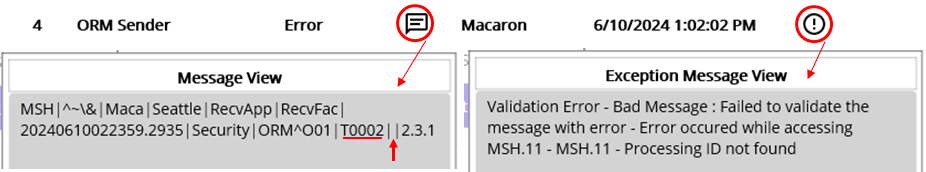 4 ORM Sender Error Macaron 6/10/2024 1:02:02 PM
Message View
MSH|^~\&|Maca|Seattle|RecvApp|RecvFac|
20240610022359.2935|Security|ORM^O01|T0002||2.3.1
Exception Message View
Validation Error - Bad Message : Failed to validate the
message with error - Error occured while accessing
MSH.11 - MSH.11 - Processing ID not found